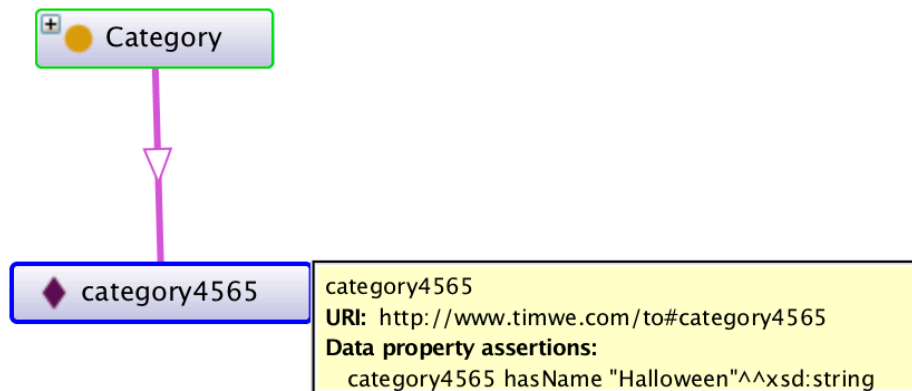 Category
category4565
category4565
URI: http://www.timwe.com/to#category4565
Data property assertions:
category4565 hasName "Halloween"^^xsd:string